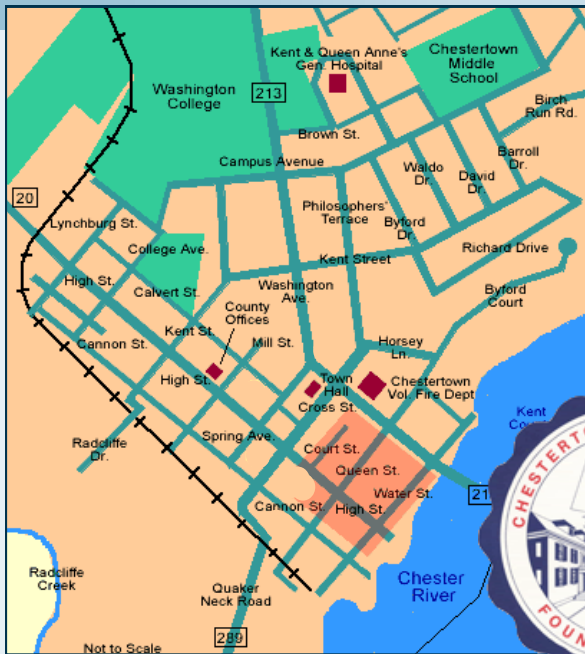 Kent & Queen Anne's
Gen. Hospital
Chestertown
Middle
School
Washington
College
213
Birch
Run Rd.
Brown St.
Campus Avenue
Barroll
Dr.
Waldo
Dr.
David
Dr.
20
Philosophers'
Terrace
Lynchburg St.
Byford
Dr.
College Ave.
Richard Drive
Kent Street
High St.
Calvert St.
Washington
Ave.
Byford
Court
County
Offices
Kent St.
Cannon St.
Mill St.
Horsey
Ln.
High St.
Town
Hall
Chestertown
Vol. Fire Dept
Cross St.
Kent
Spring Ave.
Radcliffe
Dr.
Court St.
Queen St.
Water St.
21
Cannon St.
High St.
CHESTERTO
FOUN
Radcliffe
Creek
Chester
River
Quaker
Neck Road
289
Not to Scale